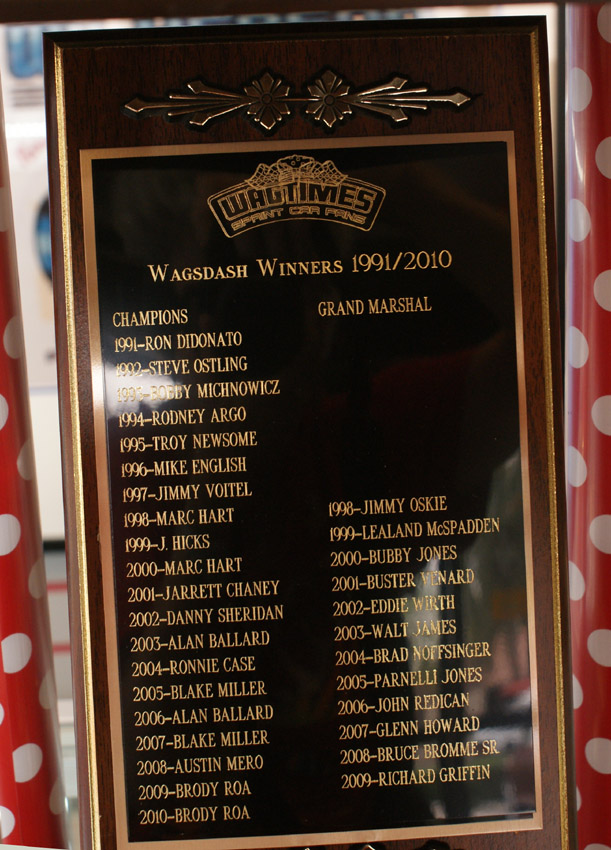 WAGTIMES
SPRINT CAR FANS
WAGSDASH WINNERS 1991/2010
CHAMPIONS
1991–RON DIDONATO
1992–STEVE OSTLING
1993–BOBBY MICHNOWICZ
1994–RODNEY ARGO
1995–TROY NEWSOME
1996–MIKE ENGLISH
1997–JIMMY VOITEL
1998–MARC HART
1999–J. HICKS
2000–MARC HART
2001–JARRETT CHANEY
2002–DANNY SHERIDAN
2003–ALAN BALLARD
2004–RONNIE CASE
2005–BLAKE MILLER
2006–ALAN BALLARD
2007–BLAKE MILLER
2008–AUSTIN MERO
2009–BRODY ROA
2010–BRODY ROA
GRAND MARSHAL
1998–JIMMY OSKIE
1999–LEALAND McSPADDEN
2000–BUBBY JONES
2001–BUSTER VENARD
2002–EDDIE WIRTH
2003–WALT JAMES
2004–BRAD NOFFSINGER
2005–PARNELLI JONES
2006–JOHN REDICAN
2007–GLENN HOWARD
2008–BRUCE BROMME SR
2009–RICHARD GRIFFIN